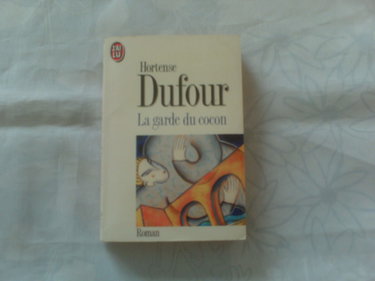 J'AI
LU
Hortense
Dufour
La garde du cocon
Roman